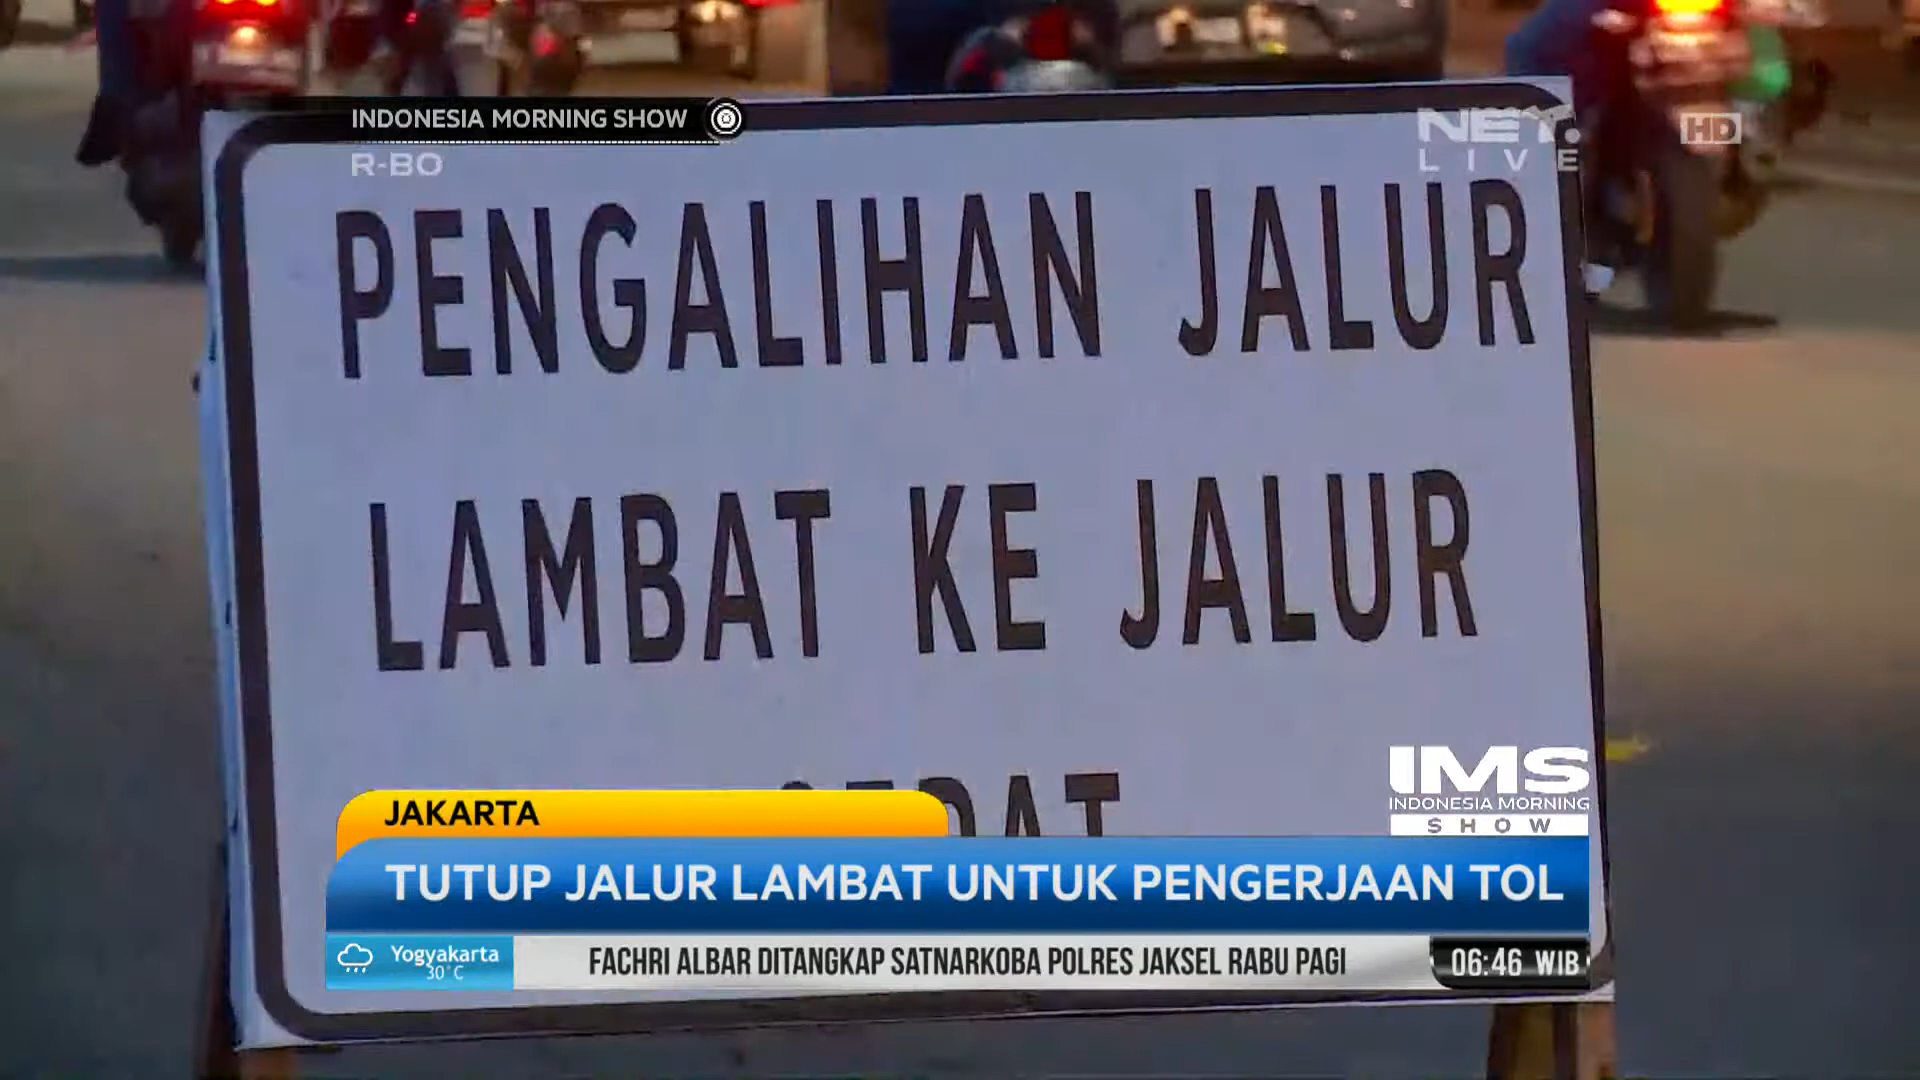 INDONESIA MORNING SHOW
R-BO
NET.
LIVE
HD
PENGALIHAN JALUR
LAMBAT KE JALUR
IMS
INDONESIA MORNING
SHOW
JAKARTA
TUTUP JALUR LAMBAT UNTUK PENGERJAAN TOL
Yogyakarta
30°C
FACHRI ALBAR DITANGKAP SATNARKOBA POLRES JAKSEL RABU PAGI
06:46 WIB